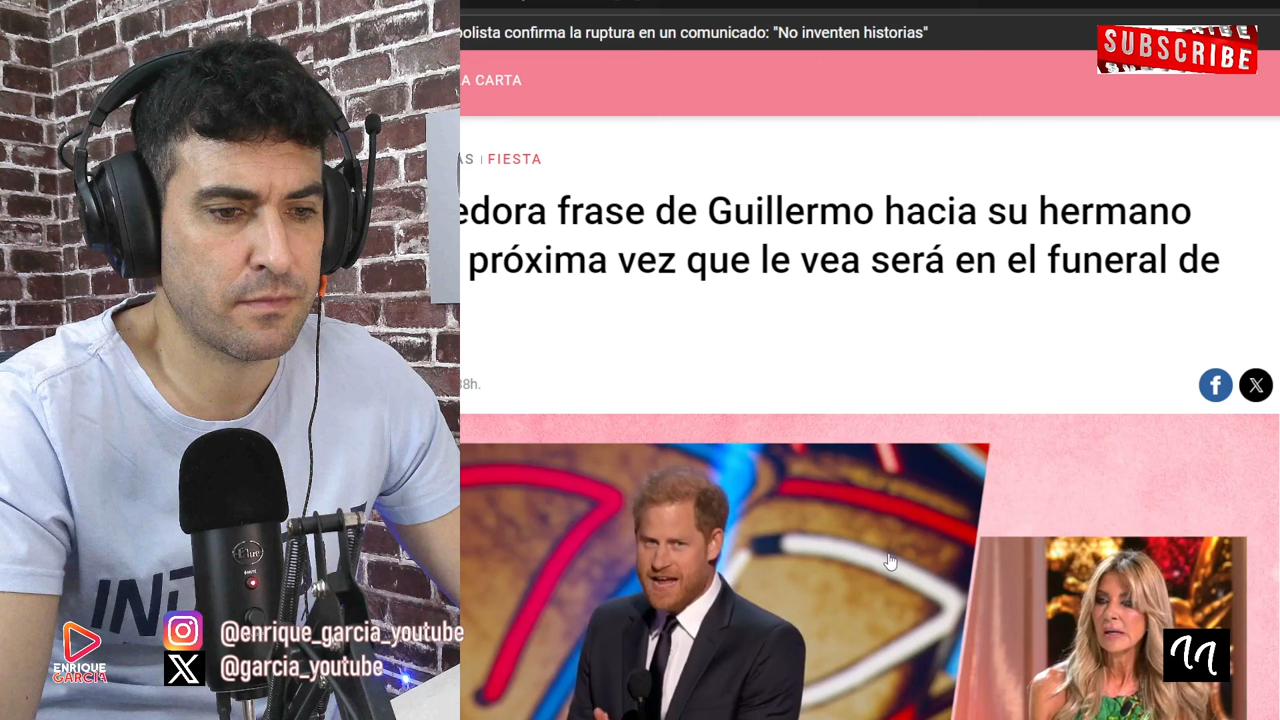 olista confirma la ruptura en un comunicado: "No inventen historias"
SUBSCRIBE
A CARTA
AS | FIESTA
edora frase de Guillermo hacia su hermano
próxima vez que le vea será en el funeral de
8h.
f
X
IN
@enrique_garcia_youtube
@garcia_youtube
ENRIQUE
GARCIA